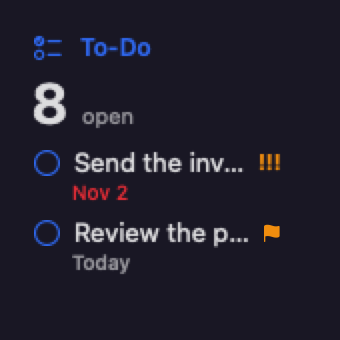 To-Do
8 open
Send the inv... !!!
Nov 2
Review the p...
Today